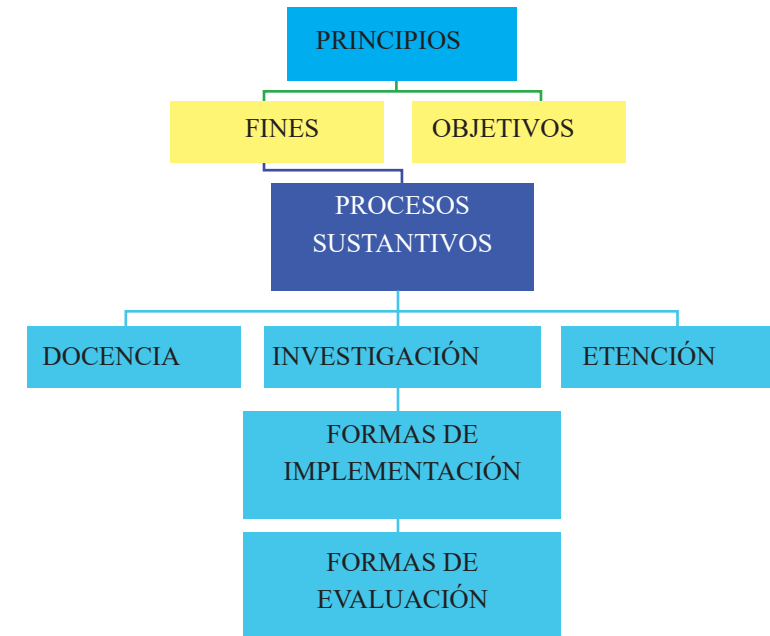 PRINCIPIOS
FINES
OBJETIVOS
PROCESOS
SUSTANTIVOS
DOCENCIA
INVESTIGACIÓN
ETENCIÓN
FORMAS DE
IMPLEMENTACIÓN
FORMAS DE
EVALUACIÓN